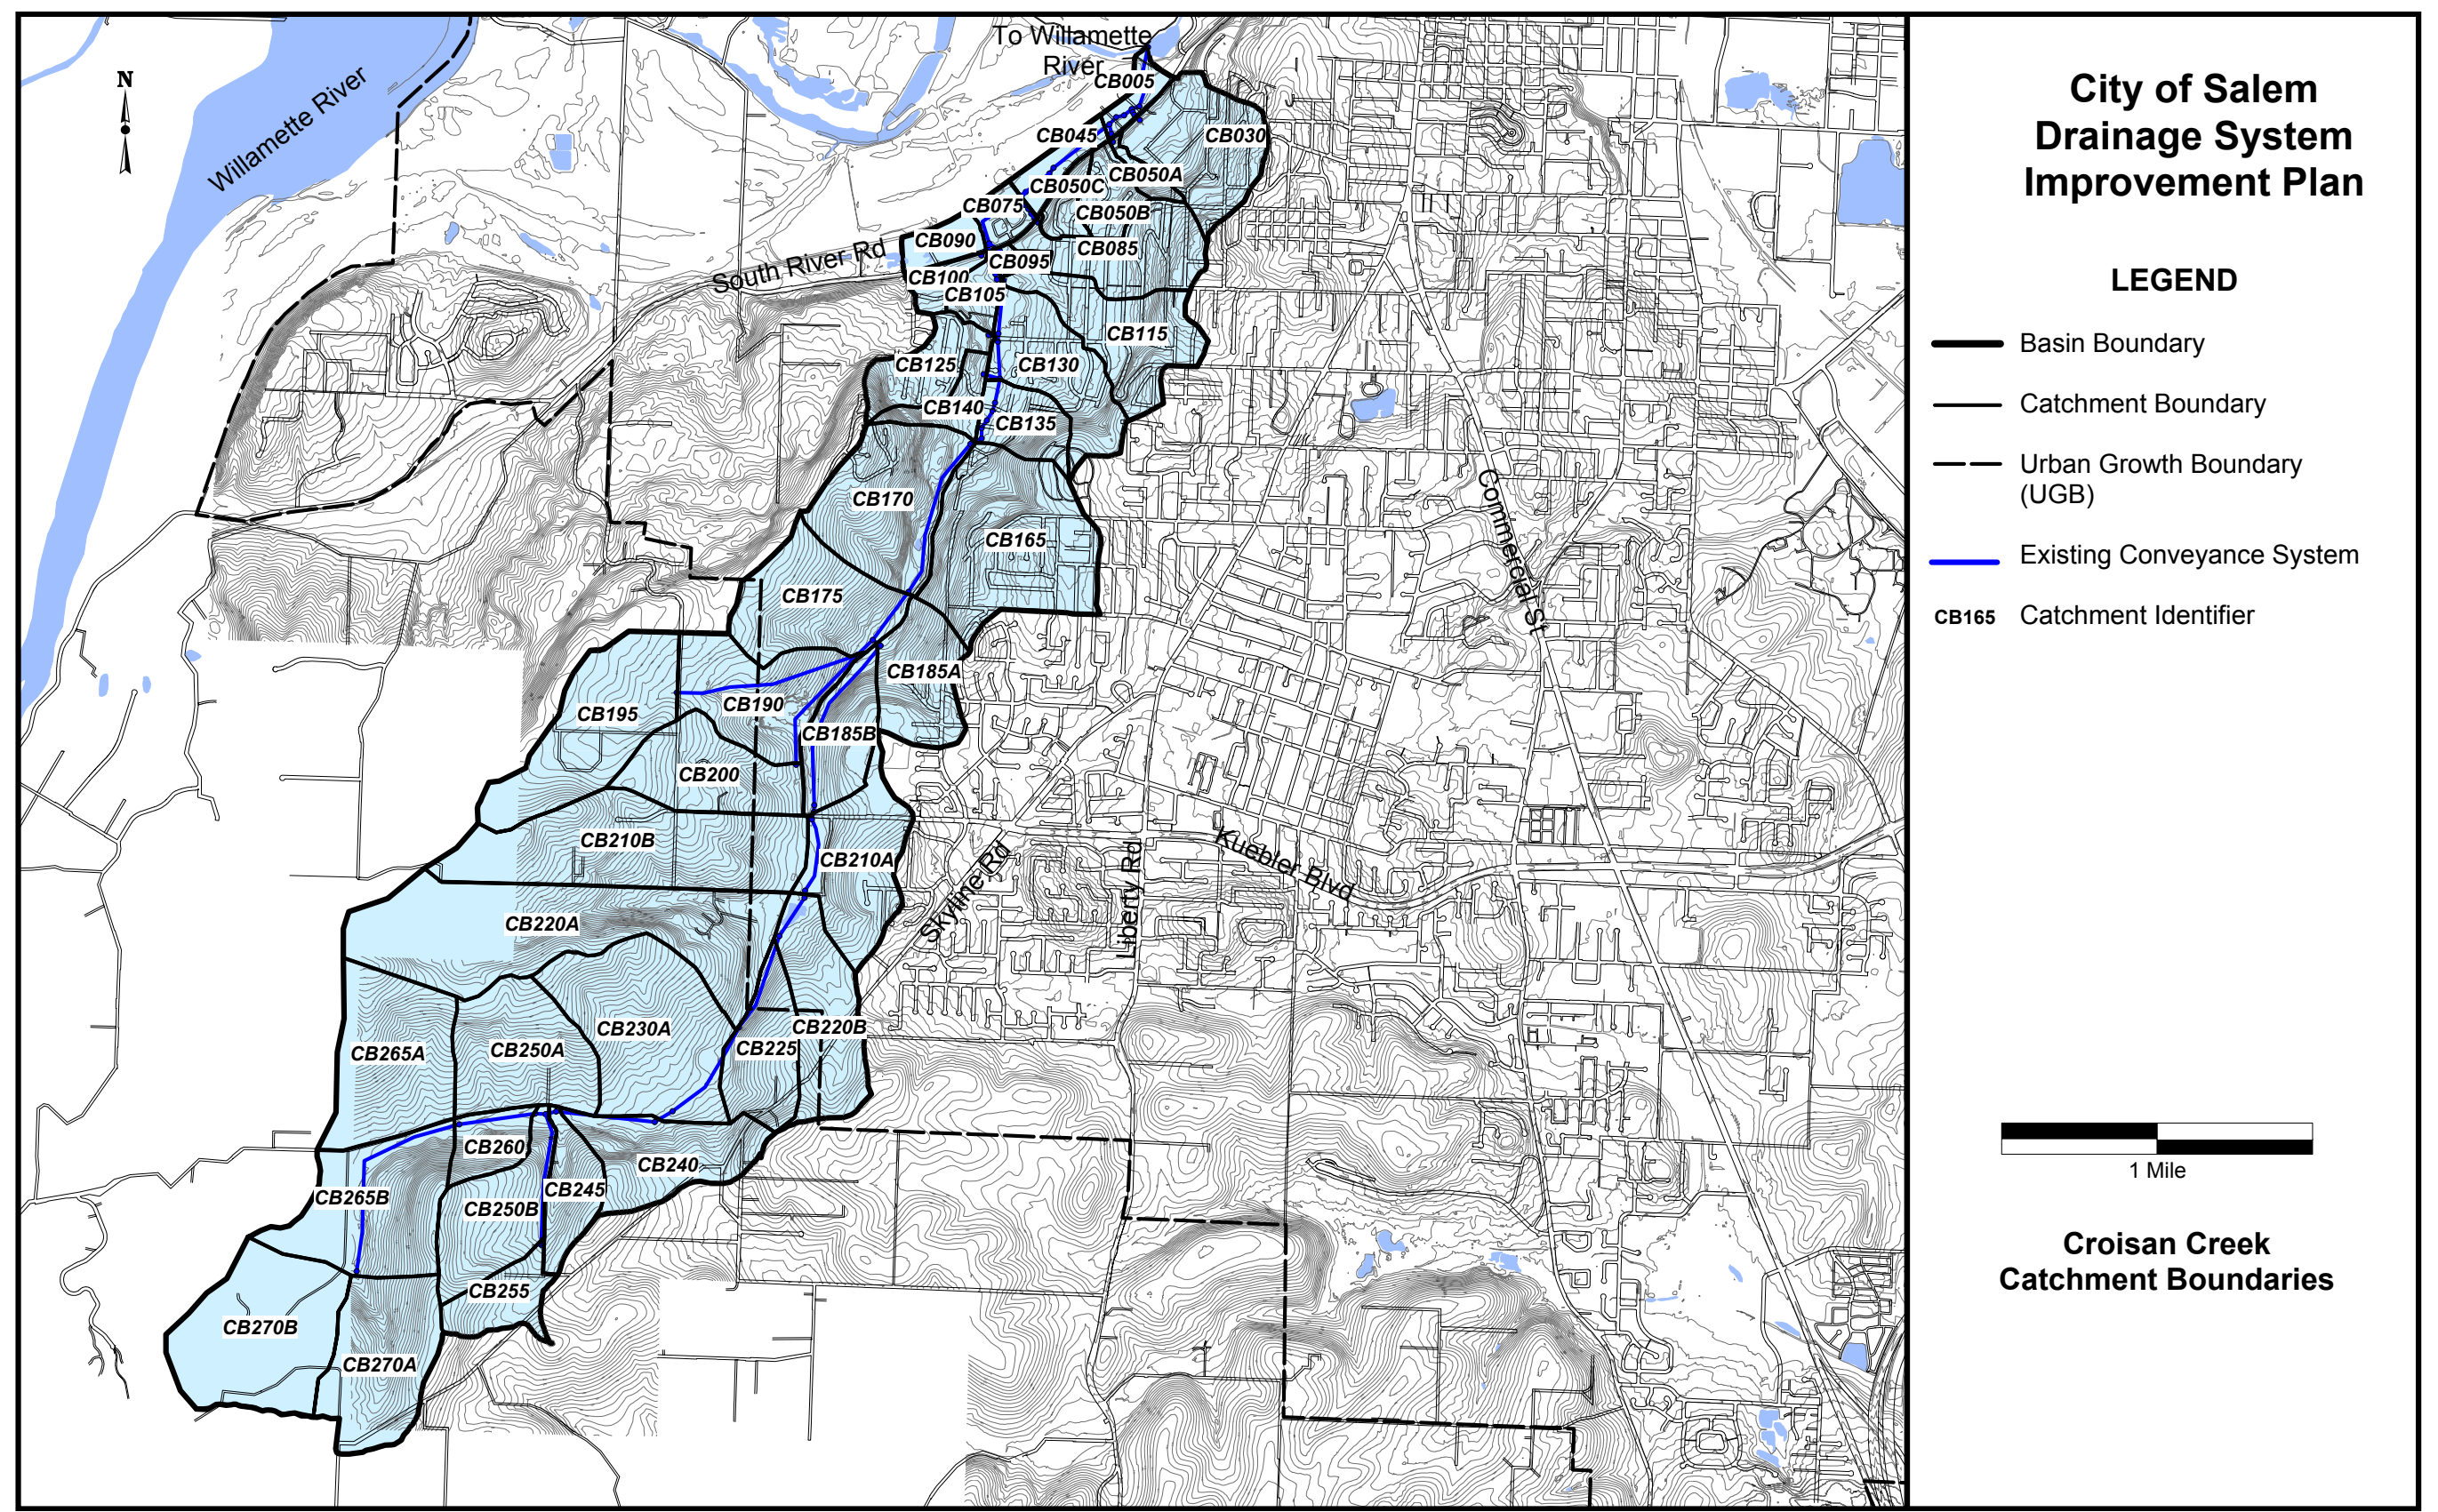 To Willamette
River
N
Willamette River
CB005
CB045
CB030
CB050A
CB050C
CB075
CB050B
CB090
CB085
South River Rd
CB095
CB100
CB105
CB115
CB125
CB130
CB140
CB135
CB170
CB165
Commercial St
CB175
CB185A
CB190
CB195
CB185B
CB200
CB210B
CB210A
Kuebler Blvd
Skyline Rd
Liberty Rd
CB220A
CB230A
CB220B
CB225
CB265A
CB250A
CB260
CB240
CB265B
CB245
CB250B
CB255
CB270B
CB270A
City of Salem
Drainage System
Improvement Plan
LEGEND
Basin Boundary
Catchment Boundary
Urban Growth Boundary
(UGB)
Existing Conveyance System
CB165 Catchment Identifier
1 Mile
Croisan Creek
Catchment Boundaries